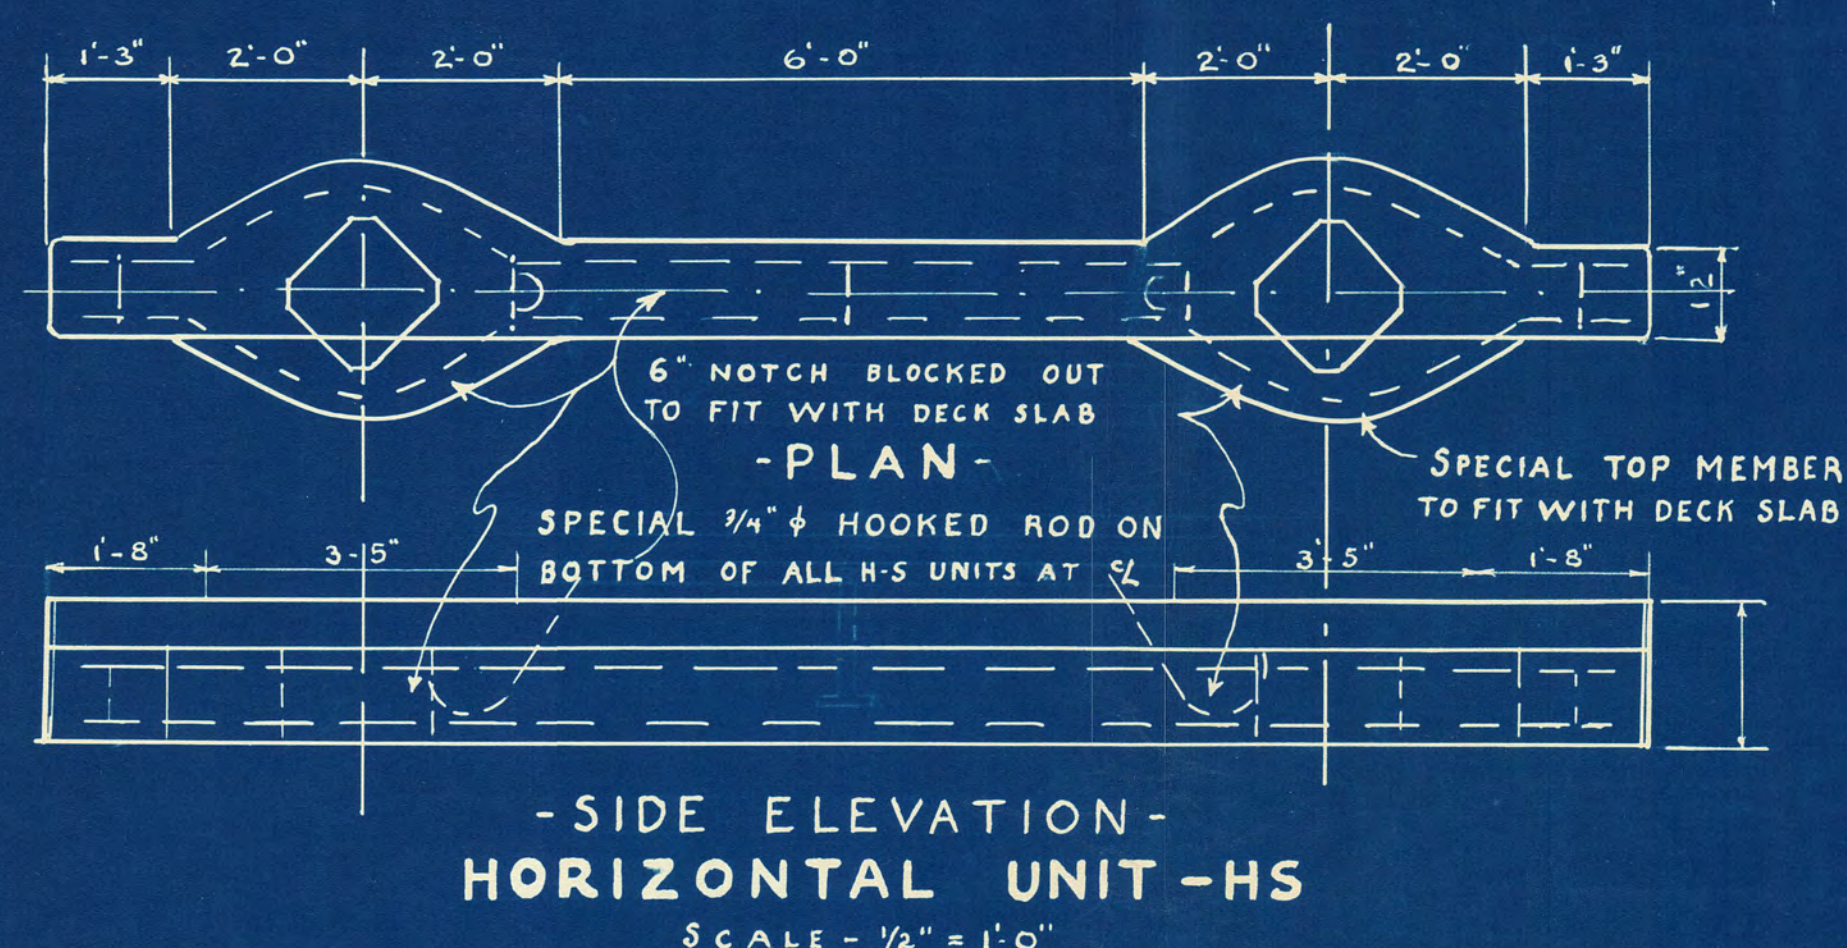 1'-3" 2'-0" 2'-0" 6'-0" 2'-0" 2'-0" 1'-3"
12"
6" NOTCH BLOCKED OUT
TO FIT WITH DECK SLAB
-PLAN-
SPECIAL TOP MEMBER
TO FIT WITH DECK SLAB
SPECIAL 3/4" ϕ HOOKED ROD ON
BOTTOM OF ALL H-S UNITS AT ℄
1'-8" 3'-5" 3'-5" 1'-8"
-SIDE ELEVATION-
HORIZONTAL UNIT-HS
SCALE - 1/2" = 1'-0"